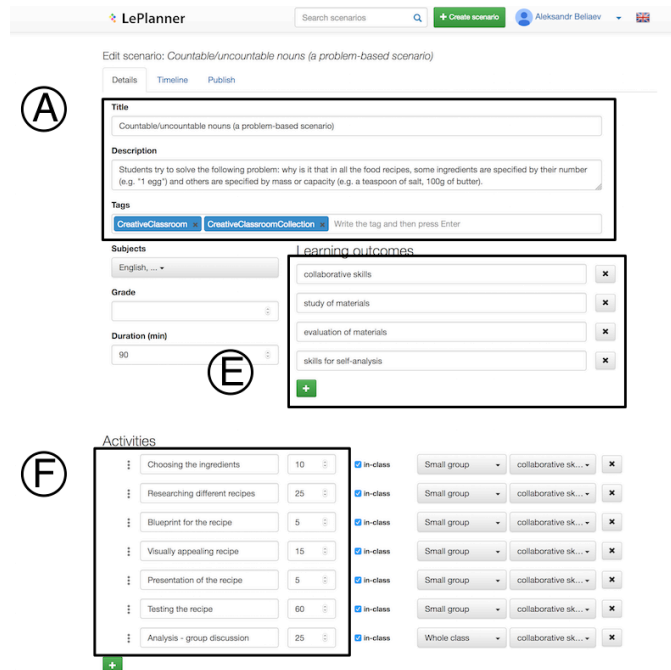 LePlanner
Search scenarios
+ Create scenario
Aleksandr Beliaev
Edit scenario: Countable/uncountable nouns (a problem-based scenario)
Details Timeline Publish
A
Title
Countable/uncountable nouns (a problem-based scenario)
Description
Students try to solve the following problem: why is it that in all the food recipes, some ingredients are specified by their number
(e.g. "1 egg") and others are specified by mass or capacity (e.g. a teaspoon of salt, 100g of butter).
Tags
CreativeClassroom × CreativeClassroomCollection × Write the tag and then press Enter
Subjects
English, ...
Grade
Duration (min)
90
Learning outcomes
collaborative skills ×
study of materials ×
evaluation of materials ×
skills for self-analysis ×
+
E
Activities
F
Choosing the ingredients 10 in-class Small group collaborative sk... ×
Researching different recipes 25 in-class Small group collaborative sk... ×
Blueprint for the recipe 5 in-class Small group collaborative sk... ×
Visually appealing recipe 15 in-class Small group collaborative sk... ×
Presentation of the recipe 5 in-class Small group collaborative sk... ×
Testing the recipe 60 in-class Small group collaborative sk... ×
Analysis - group discussion 25 in-class Whole class collaborative sk... ×
+